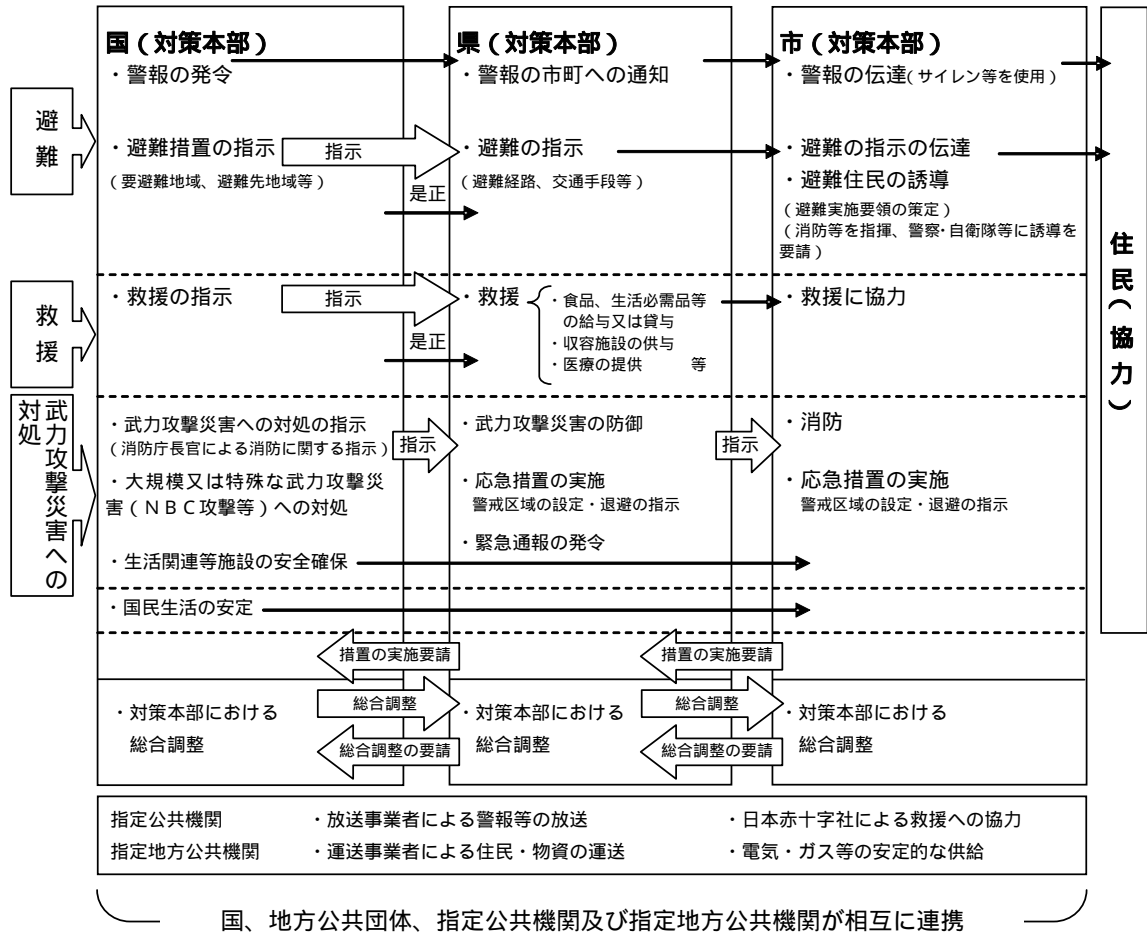 国（対策本部）
・警報の発令
避難
・避難措置の指示
（要避難地域、避難先地域等）
指示
是正
県（対策本部）
・警報の市町への通知
・避難の指示
（避難経路、交通手段等）
市（対策本部）
・警報の伝達（サイレン等を使用）
・避難の指示の伝達
・避難住民の誘導
（避難実施要領の策定）
（消防等を指揮、警察・自衛隊等に誘導を
要請）
住民（協力）
救援
・救援の指示
指示
是正
・救援
・食品、生活必需品等
の給与又は貸与
・収容施設の供与
・医療の提供　　等
・救援に協力
武力攻撃災害への
対処
・武力攻撃災害への対処の指示
（消防庁長官による消防に関する指示）
・大規模又は特殊な武力攻撃災
害（ＮＢＣ攻撃等）への対処
・生活関連等施設の安全確保
指示
・武力攻撃災害の防御
・応急措置の実施
警戒区域の設定・退避の指示
・緊急通報の発令
指示
・消防
・応急措置の実施
警戒区域の設定・退避の指示
・国民生活の安定
措置の実施要請
措置の実施要請
・対策本部における
総合調整
総合調整
総合調整の要請
・対策本部における
総合調整
総合調整
総合調整の要請
・対策本部における
総合調整
指定公共機関　・放送事業者による警報等の放送　・日本赤十字社による救援への協力
指定地方公共機関　・運送事業者による住民・物資の運送　・電気・ガス等の安定的な供給
国、地方公共団体、指定公共機関及び指定地方公共機関が相互に連携